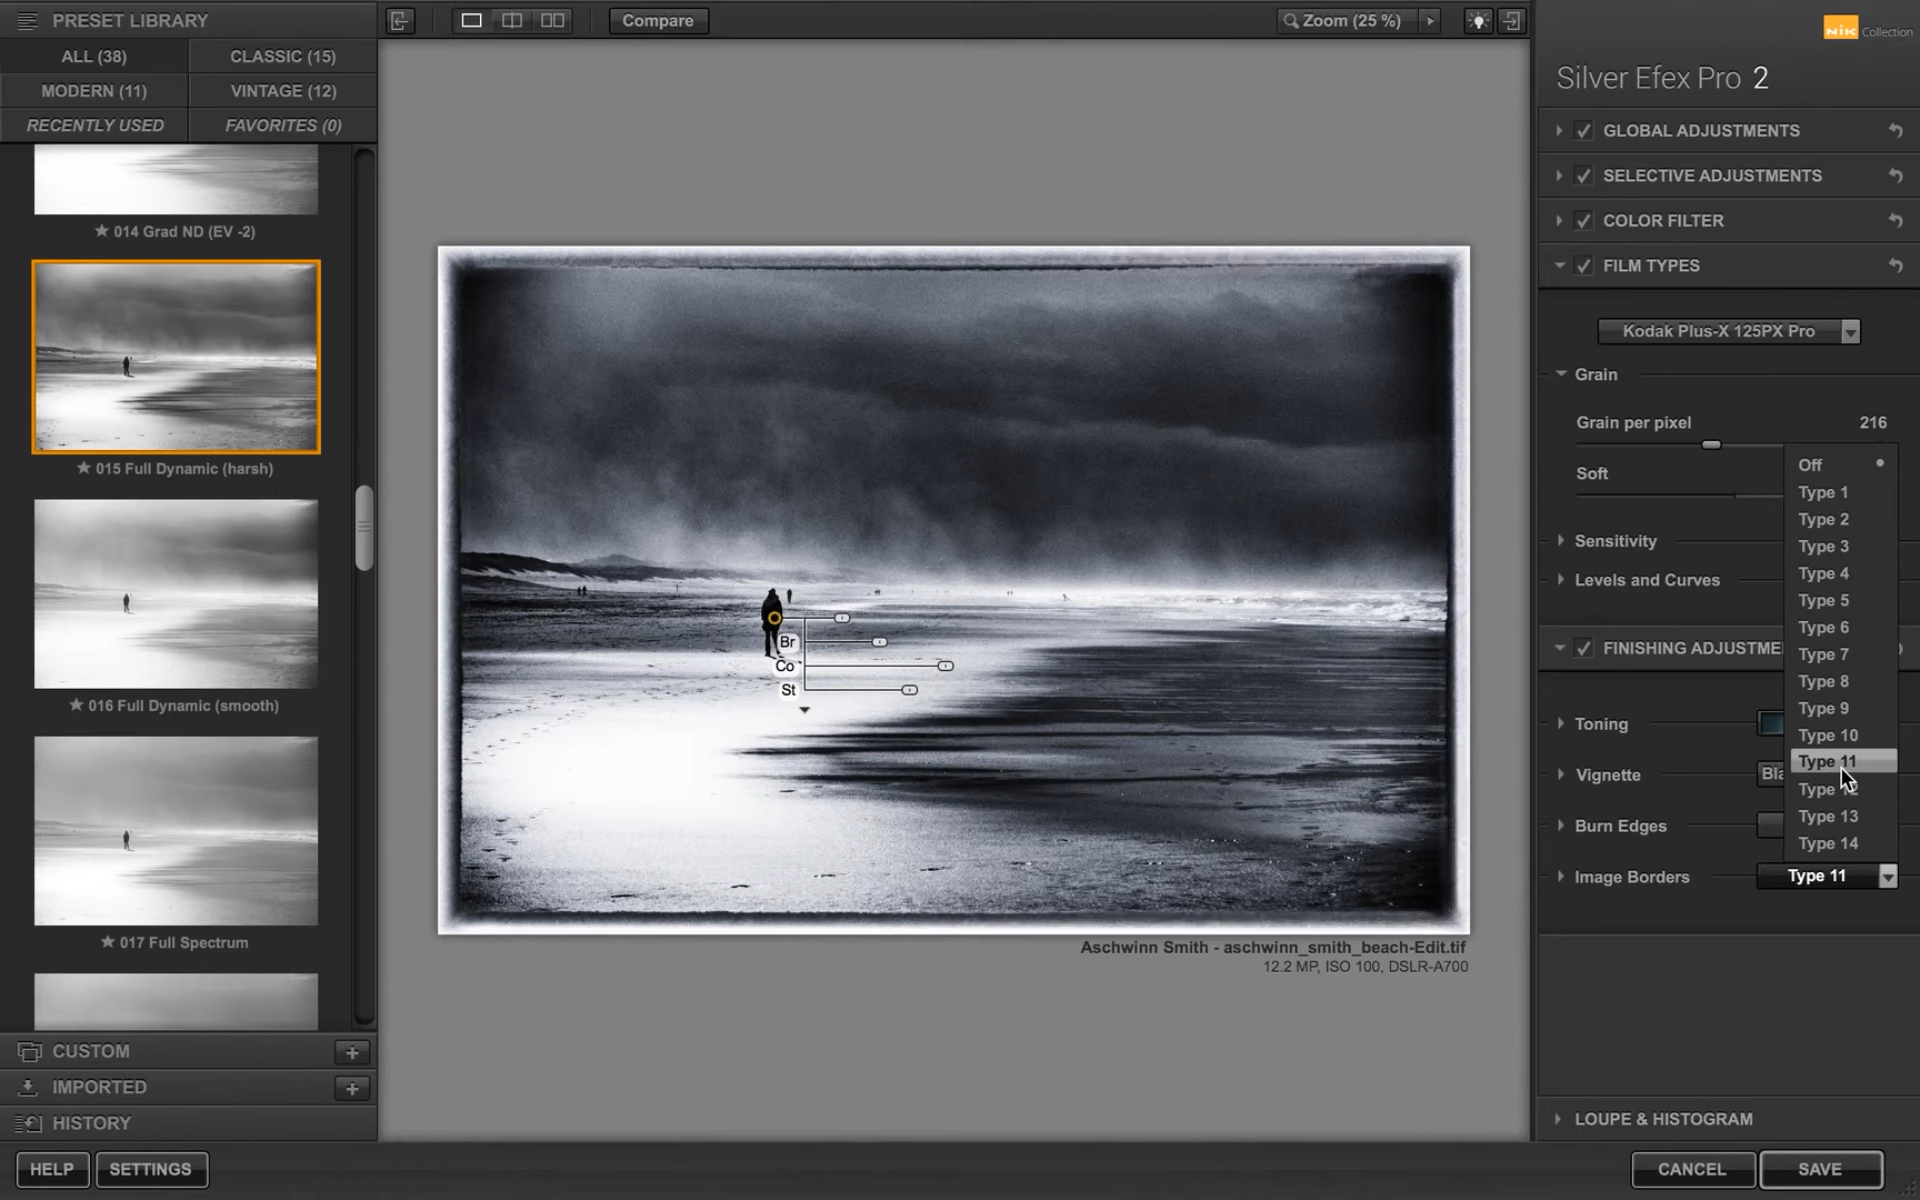 PRESET LIBRARY
ALL (38)
CLASSIC (15)
MODERN (11)
VINTAGE (12)
RECENTLY USED
FAVORITES (0)
★ 014 Grad ND (EV -2)
★ 015 Full Dynamic (harsh)
★ 016 Full Dynamic (smooth)
★ 017 Full Spectrum
CUSTOM
IMPORTED
HISTORY
HELP
SETTINGS
Compare
Zoom (25 %)
Br
Co
St
Aschwinn Smith - aschwinn_smith_beach-Edit.tif
12.2 MP, ISO 100, DSLR-A700
Nik Collection
Silver Efex Pro 2
GLOBAL ADJUSTMENTS
SELECTIVE ADJUSTMENTS
COLOR FILTER
FILM TYPES
Kodak Plus-X 125PX Pro
Grain
Grain per pixel 216
Soft
Sensitivity
Levels and Curves
FINISHING ADJUSTME
Toning
Vignette
Bla
Burn Edges
Image Borders
Type 11
Off
Type 1
Type 2
Type 3
Type 4
Type 5
Type 6
Type 7
Type 8
Type 9
Type 10
Type 11
Type 12
Type 13
Type 14
LOUPE & HISTOGRAM
CANCEL
SAVE